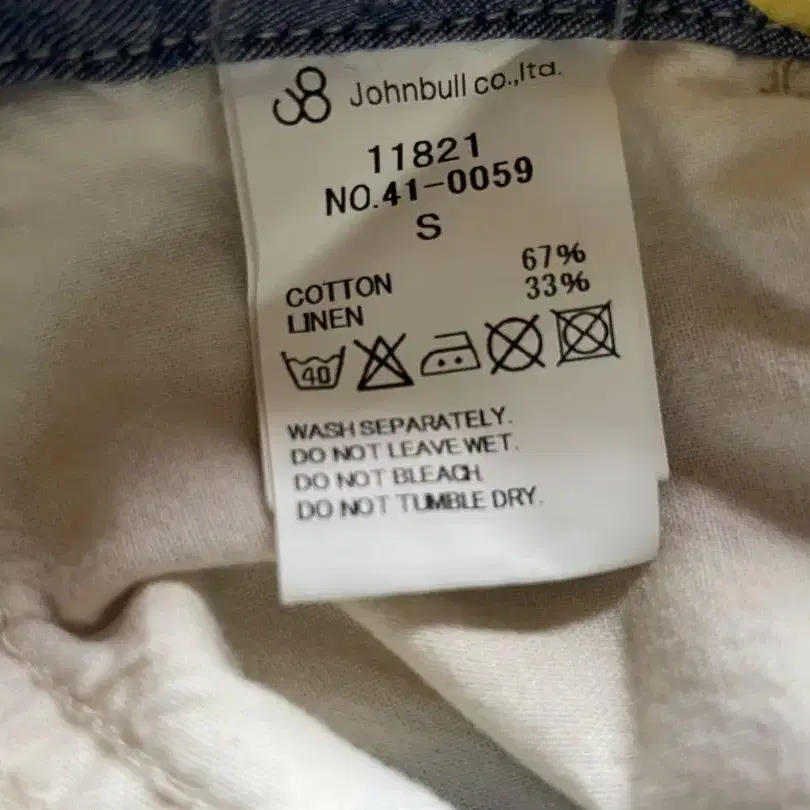 Johnbull co.,ltd.
11821
NO.41-0059
S
COTTON 67%
LINEN 33%
40
WASH SEPARATELY.
DO NOT LEAVE WET.
DO NOT BLEACH.
DO NOT TUMBLE DRY.